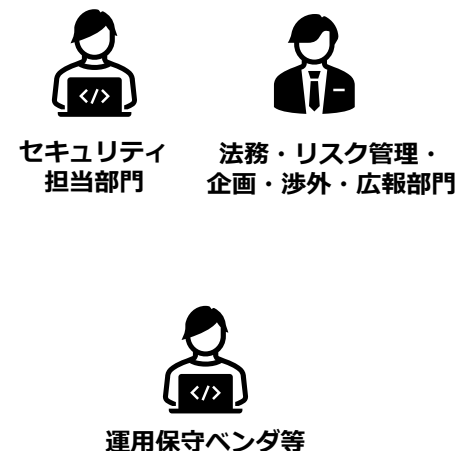 </>
セキュリティ
担当部門
法務・リスク管理・
企画・渉外・広報部門
</>
運用保守ベンダ等